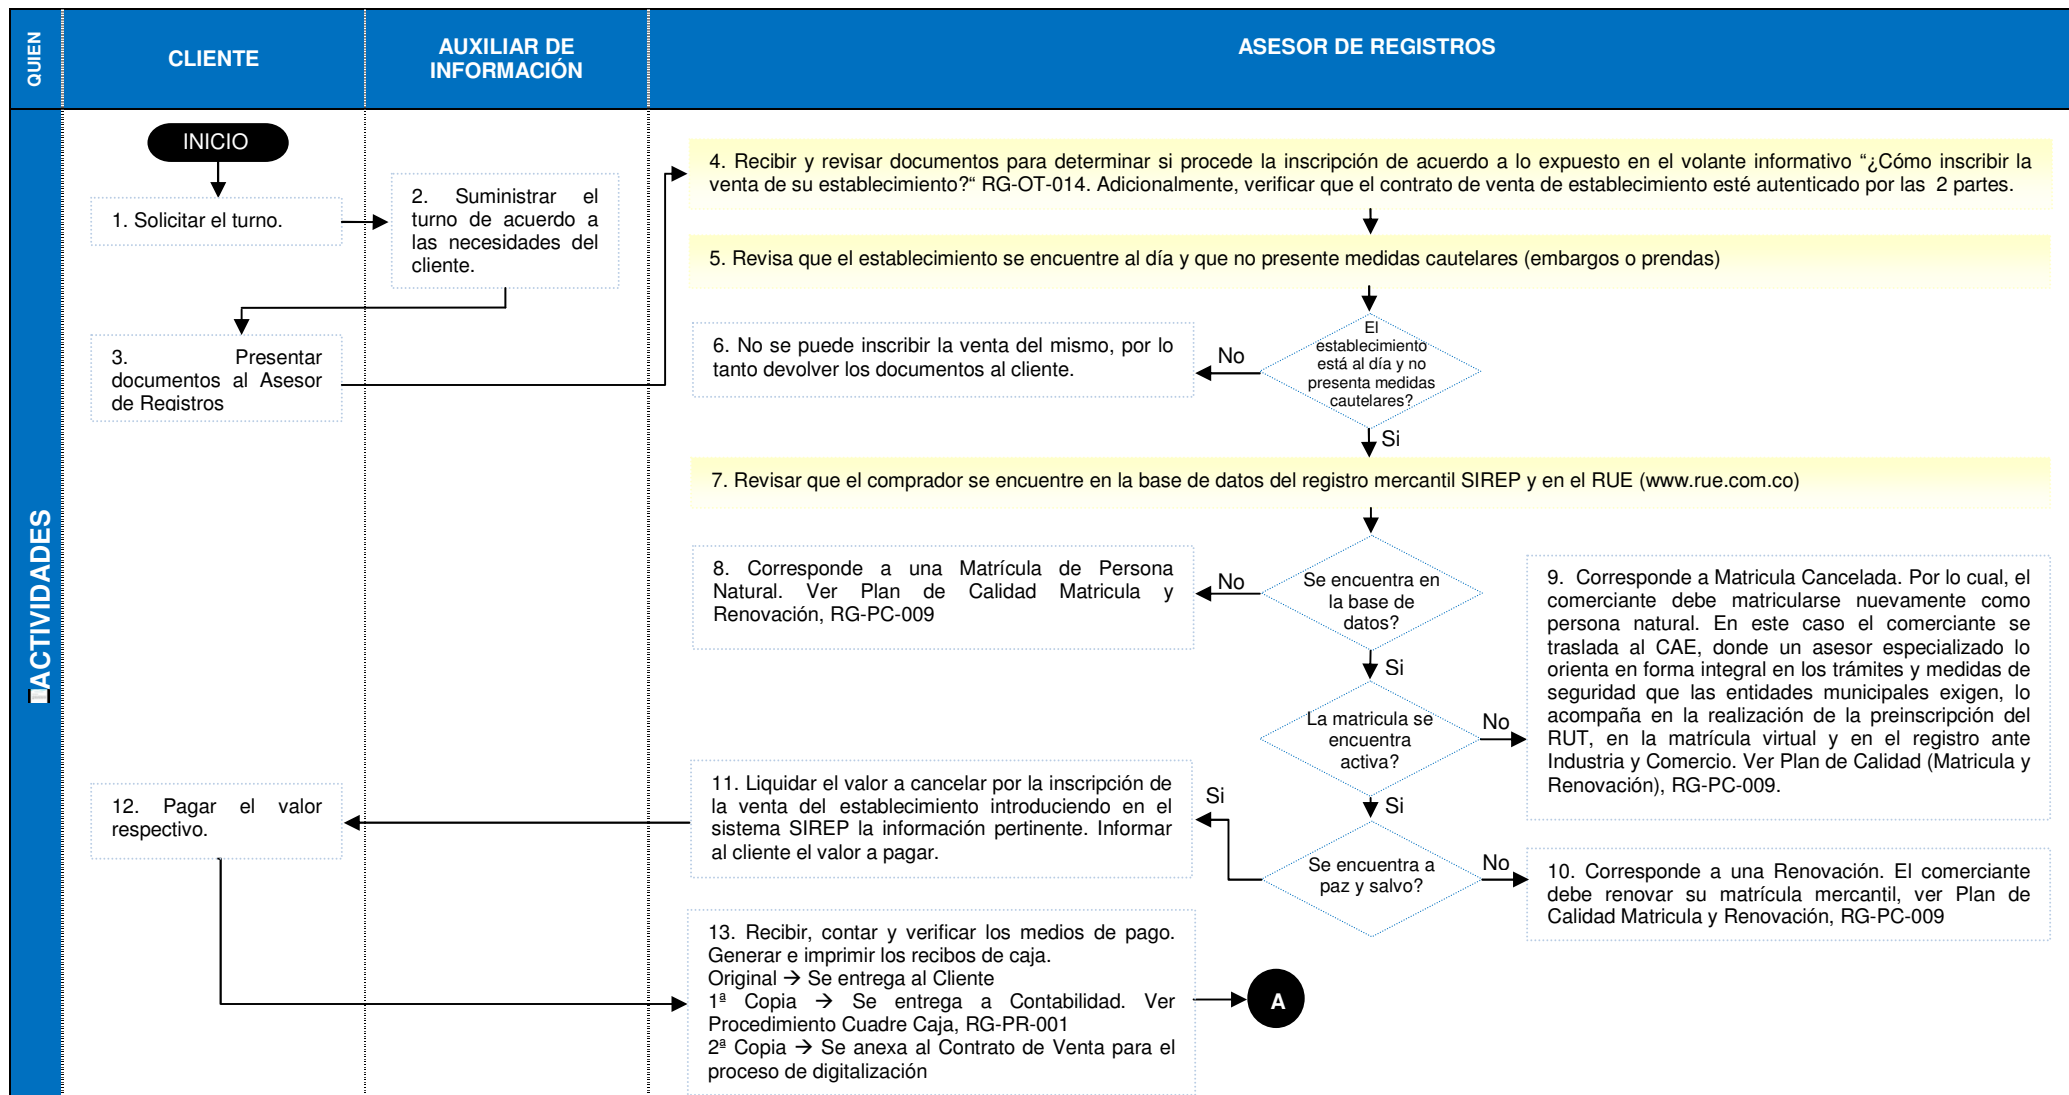 QUIEN
CLIENTE
AUXILIAR DE
INFORMACIÓN
ASESOR DE REGISTROS
ACTIVIDADES
INICIO
1. Solicitar el turno.
2. Suministrar el
turno de acuerdo a
las necesidades del
cliente.
3. Presentar
documentos al Asesor
de Registros
4. Recibir y revisar documentos para determinar si procede la inscripción de acuerdo a lo expuesto en el volante informativo “¿Cómo inscribir la
venta de su establecimiento?“ RG-OT-014. Adicionalmente, verificar que el contrato de venta de establecimiento esté autenticado por las 2 partes.
5. Revisa que el establecimiento se encuentre al día y que no presente medidas cautelares (embargos o prendas)
El
establecimiento
está al día y no
presenta medidas
cautelares?
No
6. No se puede inscribir la venta del mismo, por lo
tanto devolver los documentos al cliente.
Si
7. Revisar que el comprador se encuentre en la base de datos del registro mercantil SIREP y en el RUE (www.rue.com.co)
Se encuentra en
la base de
datos?
No
8. Corresponde a una Matrícula de Persona
Natural. Ver Plan de Calidad Matricula y
Renovación, RG-PC-009
Si
La matricula se
encuentra
activa?
No
9. Corresponde a Matricula Cancelada. Por lo cual, el
comerciante debe matricularse nuevamente como
persona natural. En este caso el comerciante se
traslada al CAE, donde un asesor especializado lo
orienta en forma integral en los trámites y medidas de
seguridad que las entidades municipales exigen, lo
acompaña en la realización de la preinscripción del
RUT, en la matrícula virtual y en el registro ante
Industria y Comercio. Ver Plan de Calidad (Matricula y
Renovación), RG-PC-009.
Si
Se encuentra a
paz y salvo?
No
10. Corresponde a una Renovación. El comerciante
debe renovar su matrícula mercantil, ver Plan de
Calidad Matricula y Renovación, RG-PC-009
Si
11. Liquidar el valor a cancelar por la inscripción de
la venta del establecimiento introduciendo en el
sistema SIREP la información pertinente. Informar
al cliente el valor a pagar.
12. Pagar el valor
respectivo.
13. Recibir, contar y verificar los medios de pago.
Generar e imprimir los recibos de caja.
Original → Se entrega al Cliente
1ª Copia → Se entrega a Contabilidad. Ver
Procedimiento Cuadre Caja, RG-PR-001
2ª Copia → Se anexa al Contrato de Venta para el
proceso de digitalización
A